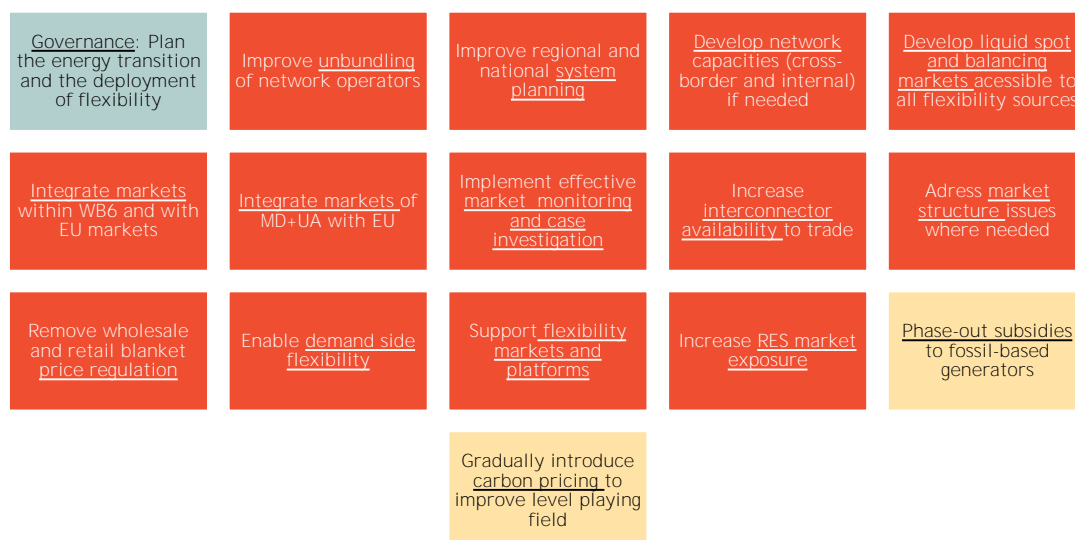 Governance: Plan
the energy transition
and the deployment
of flexibility
Improve unbundling
of network operators
Improve regional and
national system
planning
Develop network
capacities (cross-
border and internal)
if needed
Develop liquid spot
and balancing
markets acessible to
all flexibility sources
Integrate markets
within WB6 and with
EU markets
Integrate markets of
MD+UA with EU
Implement effective
market monitoring
and case
investigation
Increase
interconnector
availability to trade
Adress market
structure issues
where needed
Remove wholesale
and retail blanket
price regulation
Enable demand side
flexibility
Support flexibility
markets and
platforms
Increase RES market
exposure
Phase-out subsidies
to fossil-based
generators
Gradually introduce
carbon pricing to
improve level playing
field